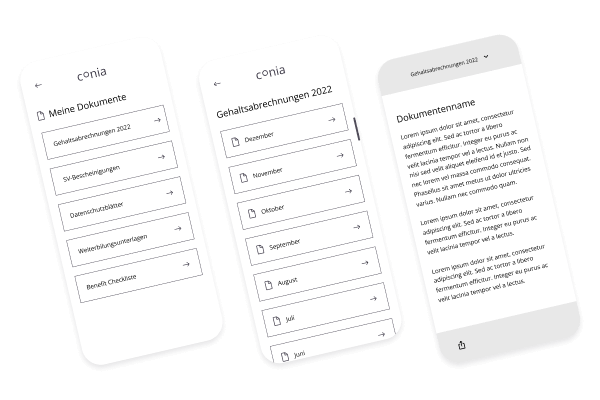 conia
Meine Dokumente
Gehaltsabrechnungen 2022
SV-Bescheinigungen
Datenschutzblätter
Weiterbilungsunterlagen
Benefit Checkliste
conia
Gehaltsabrechnungen 2022
Dezember
November
Oktober
September
August
Juli
Juni
Gehaltsabrechnungen 2022
Dokumentenname
Lorem ipsum dolor sit amet, consectetur
adipiscing elit. Sed ac tortor a libero
fermentum efficitur. Integer eu purus ac
velit lacinia tempor vel a lectus. Nullam non
nisi sed velit aliquet eleifend id et justo. Sed
nec lorem vel massa commodo consequat.
Phasellus sit amet metus ut dolor ultricies
varius. Nullam nec commodo quam.
Lorem ipsum dolor sit amet, consectetur
adipiscing elit. Sed ac tortor a libero
fermentum efficitur. Integer eu purus ac
velit lacinia tempor vel a lectus.
Lorem ipsum dolor sit amet, consectetur
adipiscing elit. Sed ac tortor a libero
fermentum efficitur. Integer eu purus ac
velit lacinia tempor vel a lectus.